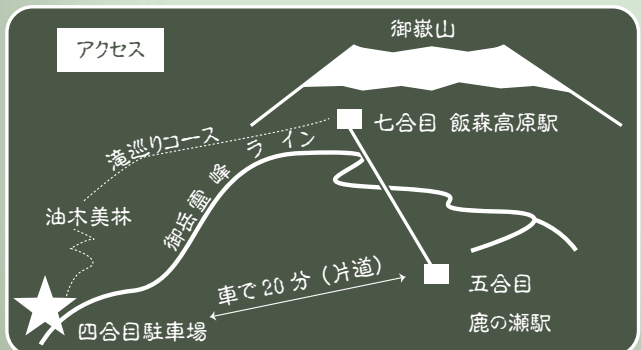 アクセス
御嶽山
七合目 飯森高原駅
滝巡りコース
御岳霊峰ライン
油木美林
車で20分（片道）
五合目
鹿の瀬駅
四合目駐車場